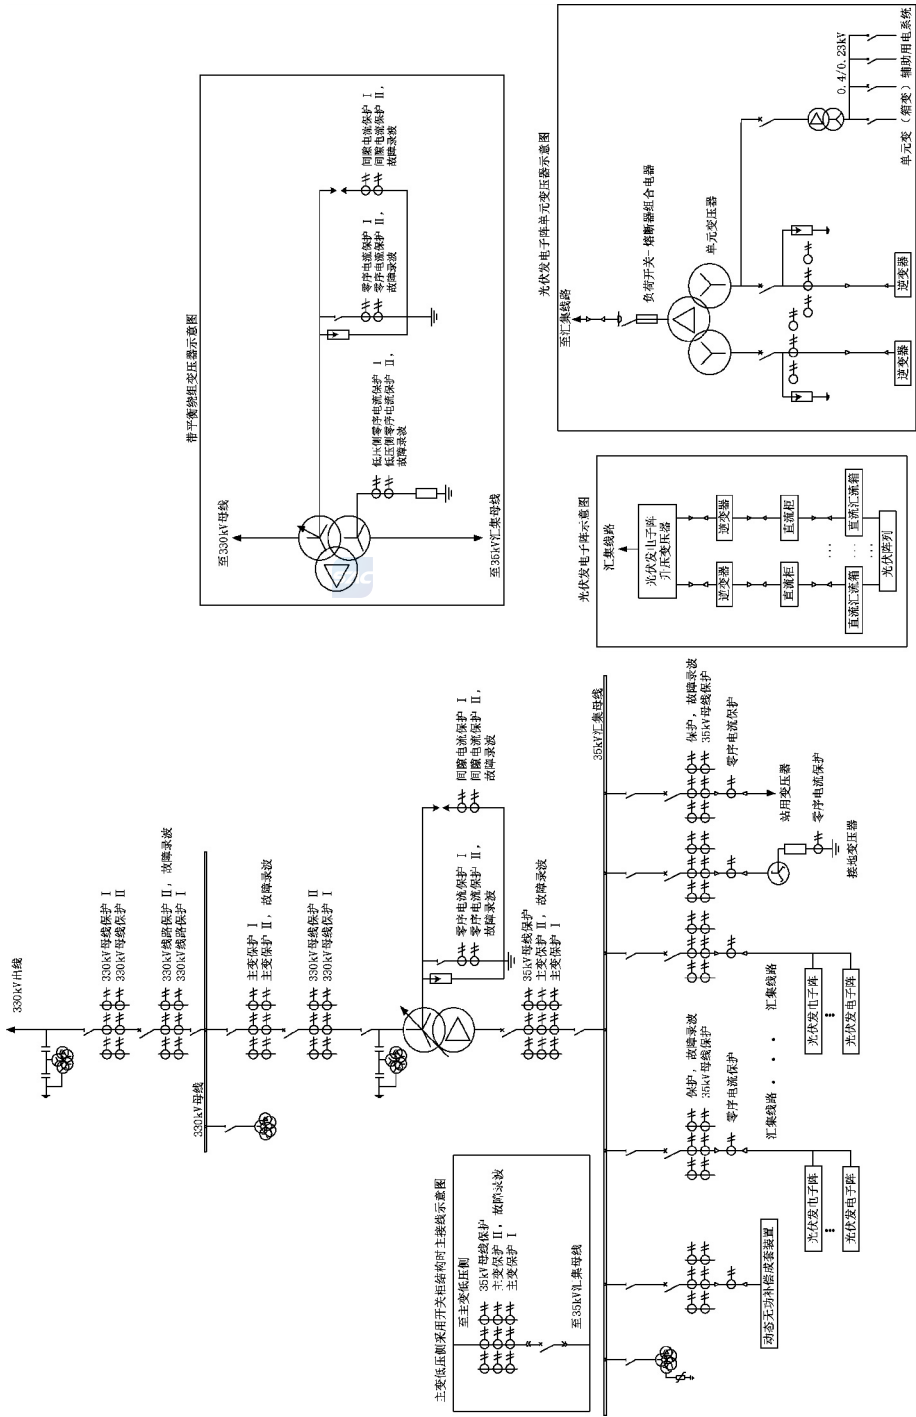 330kV出线
330kV母线保护 Ⅰ
330kV母线保护 Ⅱ
330kV线路保护 Ⅱ，故障录波
330kV线路保护 Ⅰ
330kV母线
主变保护 Ⅰ
主变保护 Ⅱ，故障录波
330kV母线保护 Ⅱ
330kV母线保护 Ⅰ
间隙电流保护 Ⅰ
间隙电流保护 Ⅱ，
故障录波
零序电流保护 Ⅰ
零序电流保护 Ⅱ，
故障录波
35kV母线保护
主变保护 Ⅱ，故障录波
主变保护 Ⅰ
35kV汇集母线
主变低压侧采用开关柜结构时主接线示意图
至主变低压侧
35kV母线保护
主变保护 Ⅱ，故障录波
主变保护 Ⅰ
至35kV汇集母线
动态无功补偿成套装置
保护，故障录波
35kV母线保护
零序电流保护
汇集线路
光伏发电子阵
光伏发电子阵
汇集线路
光伏发电子阵
光伏发电子阵
保护，故障录波
35kV母线保护
零序电流保护
站用变压器
零序电流保护
接地变压器
带平衡绕组变压器示意图
至330kV母线
至35kV汇集母线
低压侧零序电流保护 Ⅰ
低压侧零序电流保护 Ⅱ，
故障录波
零序电流保护 Ⅰ
零序电流保护 Ⅱ，
故障录波
间隙电流保护 Ⅰ
间隙电流保护 Ⅱ，
故障录波
光伏发电子阵示意图
汇集线路
光伏发电子阵
升压变压器
逆变器
逆变器
直流柜
直流柜
直流汇流箱
直流汇流箱
光伏阵列
光伏发电子阵单元变压器示意图
至汇集线路
负荷开关-熔断器组合电器
单元变压器
逆变器
逆变器
0.4/0.23kV
单元变（箱变）辅助用电系统